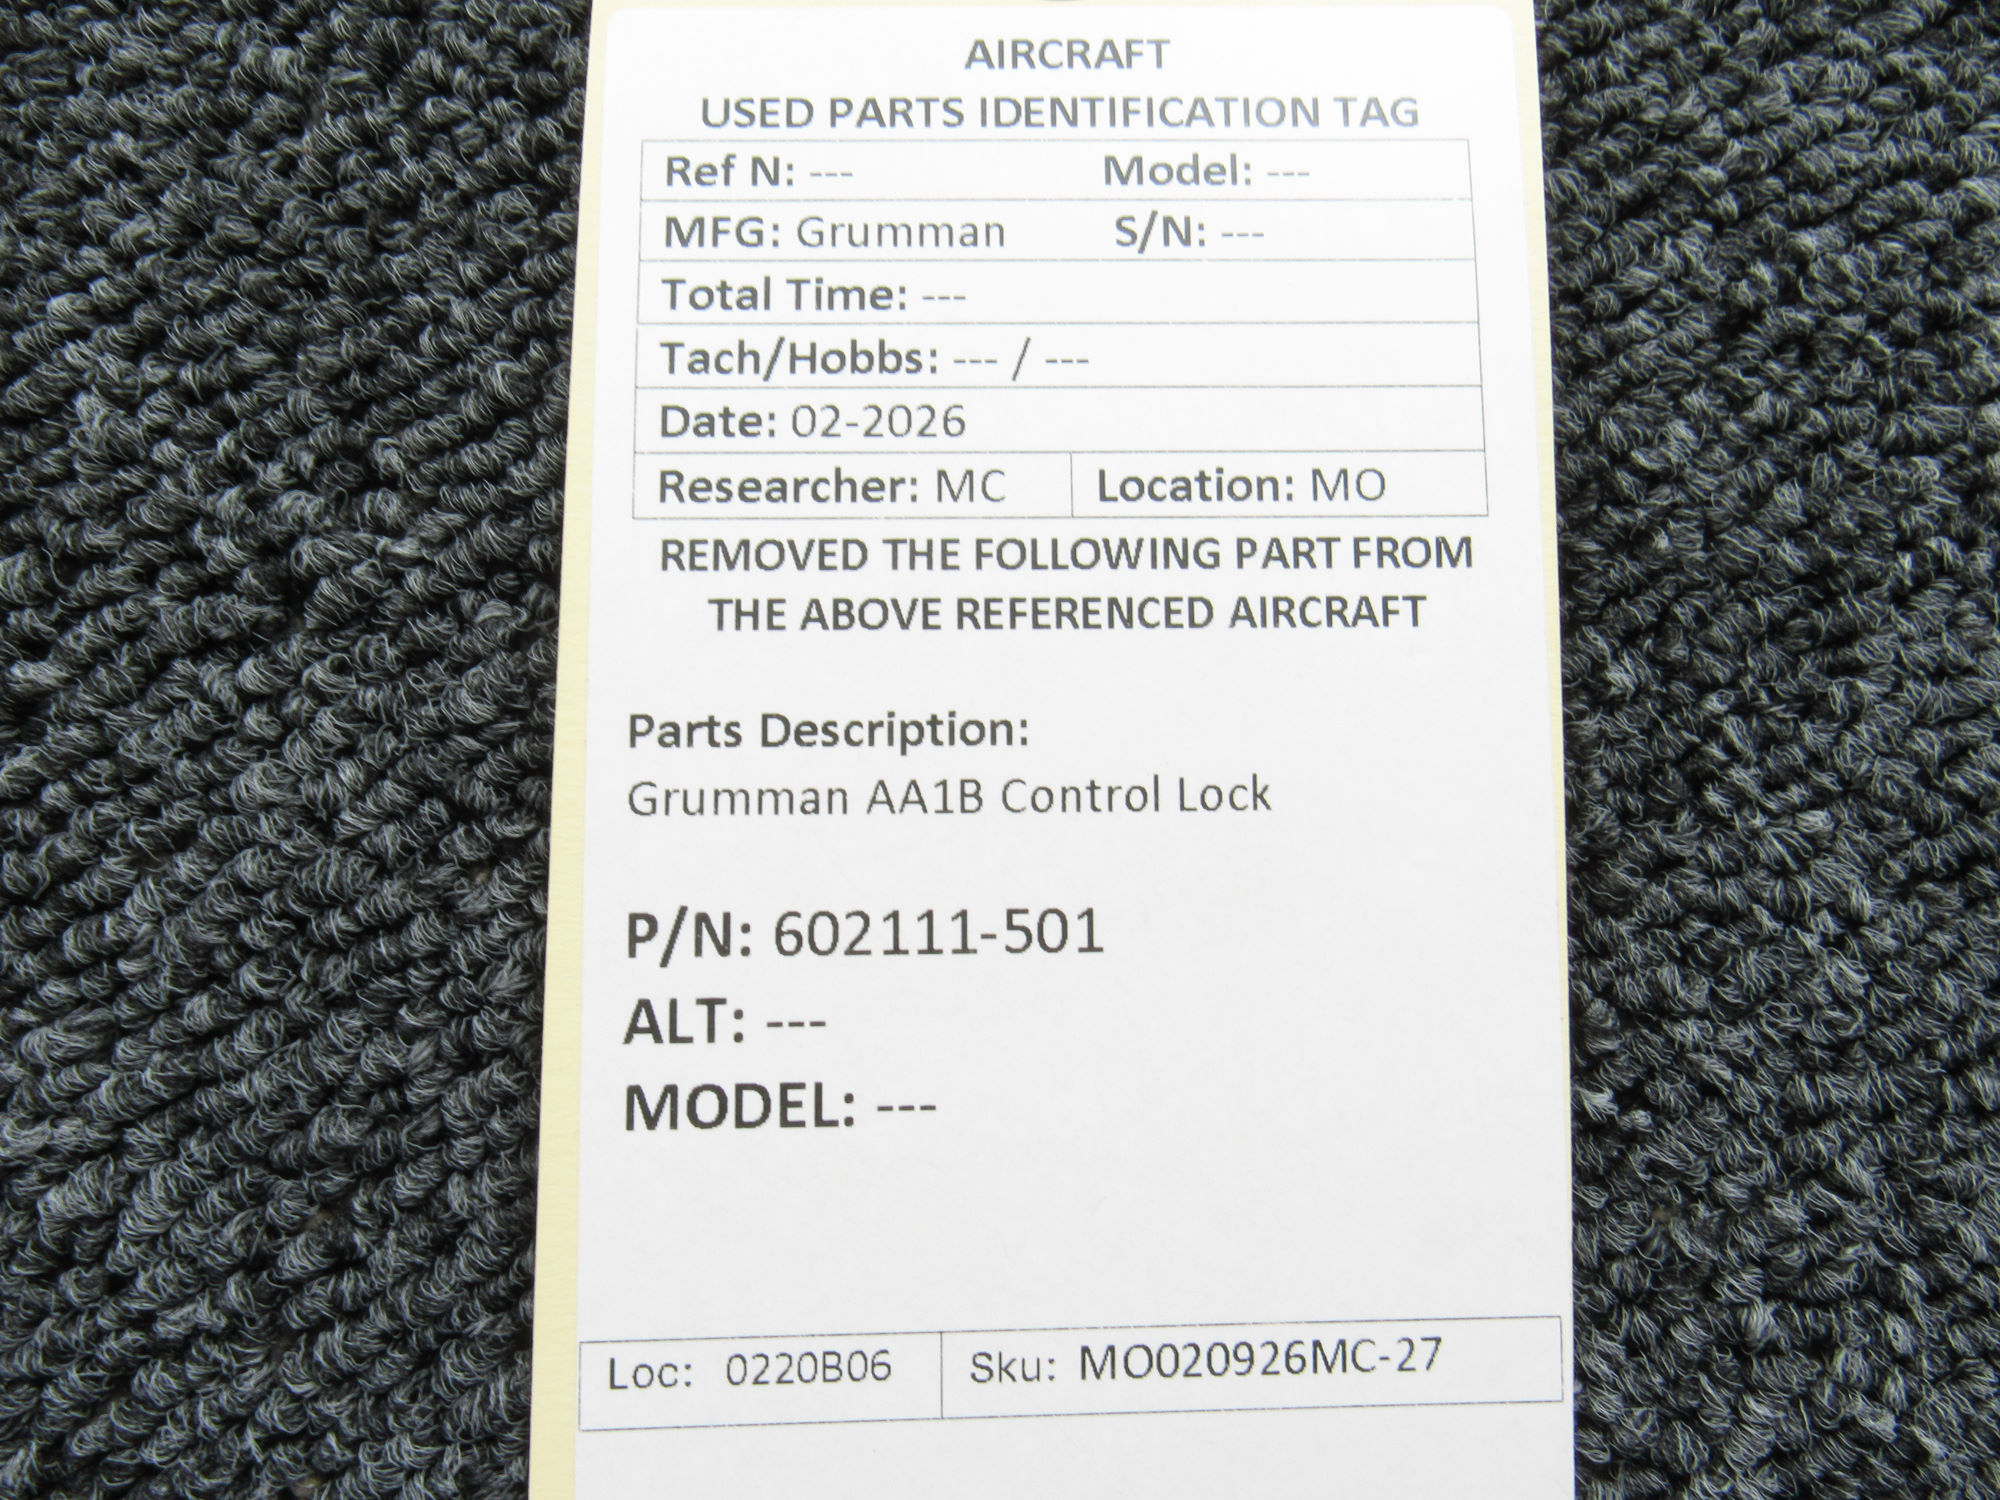 AIRCRAFT
USED PARTS IDENTIFICATION TAG
Ref N: --- Model: ---
MFG: Grumman S/N: ---
Total Time: ---
Tach/Hobbs: --- / ---
Date: 02-2026
Researcher: MC Location: MO
REMOVED THE FOLLOWING PART FROM
THE ABOVE REFERENCED AIRCRAFT
Parts Description:
Grumman AA1B Control Lock
P/N: 602111-501
ALT: ---
MODEL: ---
Loc: 0220B06 Sku: MO020926MC-27